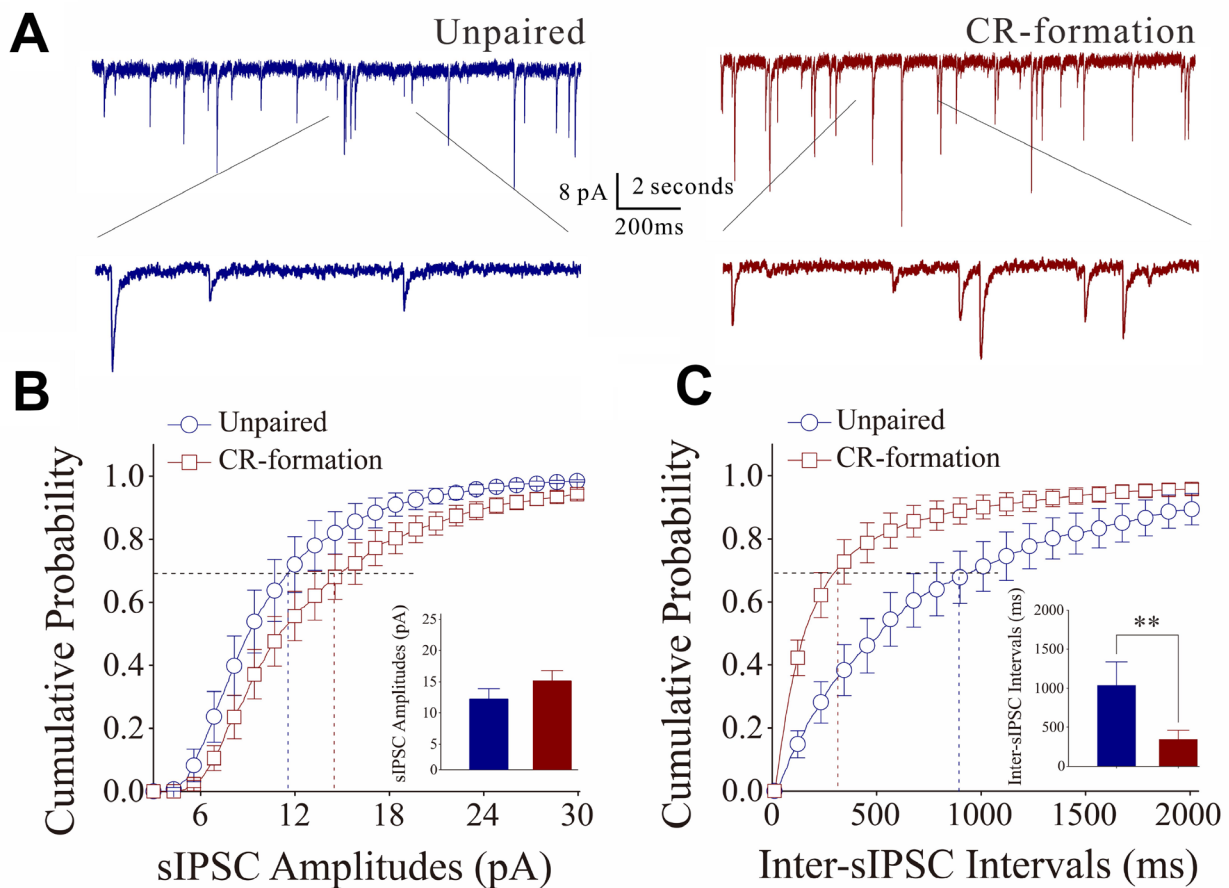 A
Unpaired
CR-formation
8 pA
2 seconds
200ms
B
Unpaired
CR-formation
Cumulative Probability
1.0
0.8
0.6
0.4
0.2
0.0
6
12
18
24
30
sIPSC Amplitudes (pA)
sIPSC Amplitudes (pA)
25
20
15
10
5
0
C
Unpaired
CR-formation
Cumulative Probability
1.0
0.8
0.6
0.4
0.2
0.0
0
500
1000
1500
2000
Inter-sIPSC Intervals (ms)
Inter-sIPSC Intervals (ms)
2000
1500
1000
500
0
**